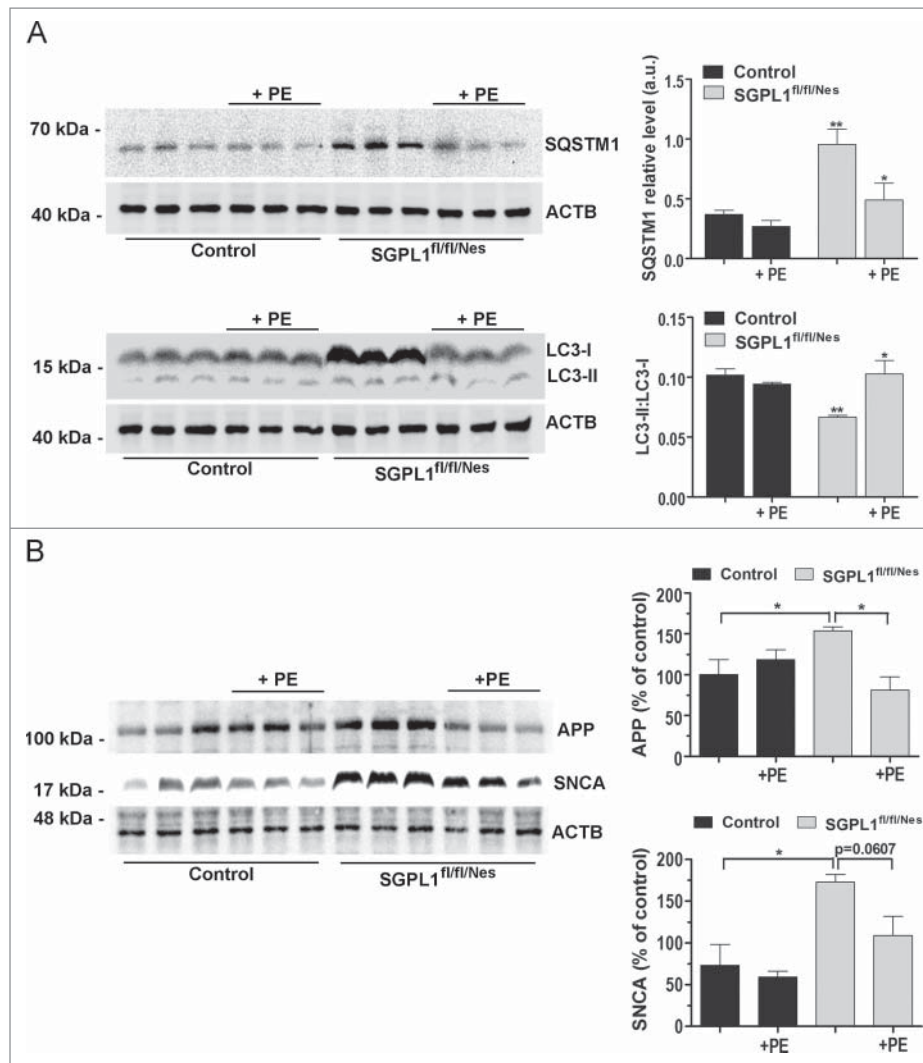 A
+ PE
+ PE
70 kDa -
SQSTM1
40 kDa -
ACTB
Control
SGPL1fl/fl/Nes
Control
SGPL1fl/fl/Nes
SQSTM1 relative level (a.u.)
1.5
1.0
0.5
0.0
**
*
+ PE
+ PE
+ PE
+ PE
LC3-I
15 kDa -
LC3-II
40 kDa -
ACTB
Control
SGPL1fl/fl/Nes
Control
SGPL1fl/fl/Nes
LC3-II:LC3-I
0.15
0.10
0.05
0.00
**
*
+ PE
+ PE
B
+ PE
+PE
APP
100 kDa -
SNCA
17 kDa -
48 kDa -
ACTB
Control
SGPL1fl/fl/Nes
Control
SGPL1fl/fl/Nes
APP (% of control)
200
150
100
50
0
*
*
+PE
+PE
Control
SGPL1fl/fl/Nes
SNCA (% of control)
200
150
100
50
0
*
p=0.0607
+PE
+PE